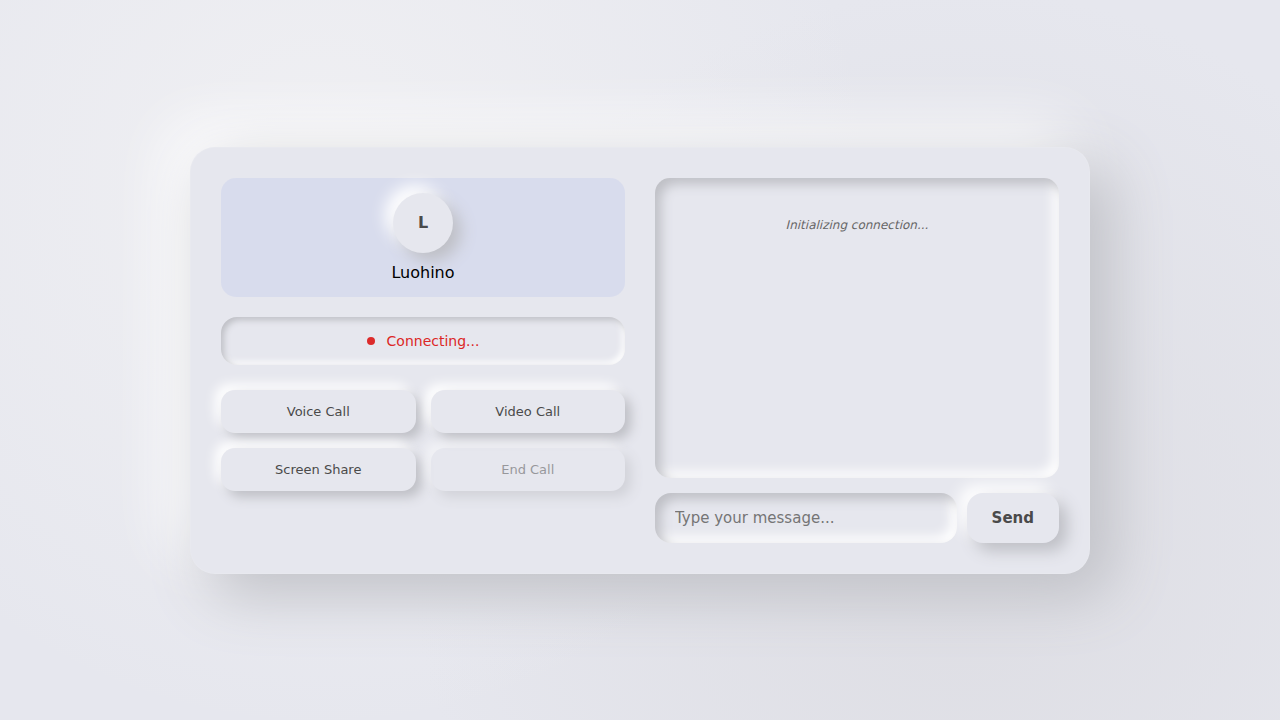 L
Luohino
Connecting...
Voice Call
Video Call
Screen Share
End Call
Initializing connection...
Type your message...
Send